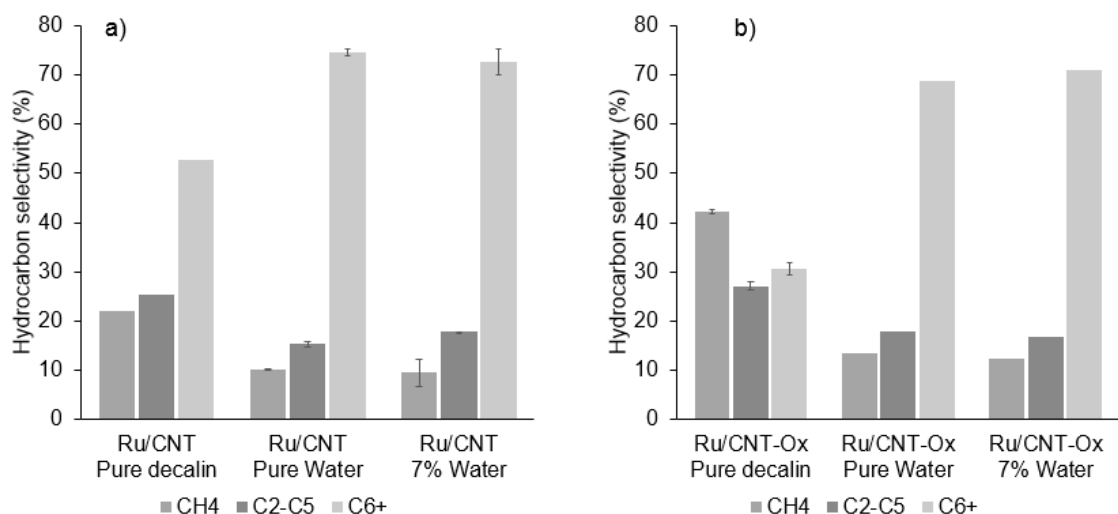 a)
Hydrocarbon selectivity (%)
80
70
60
50
40
30
20
10
0
Ru/CNT Ru/CNT Ru/CNT
Pure decalin Pure Water 7% Water
CH4 C2-C5 C6+
b)
Hydrocarbon selectivity (%)
80
70
60
50
40
30
20
10
0
Ru/CNT-Ox Ru/CNT-Ox Ru/CNT-Ox
Pure decalin Pure Water 7% Water
CH4 C2-C5 C6+